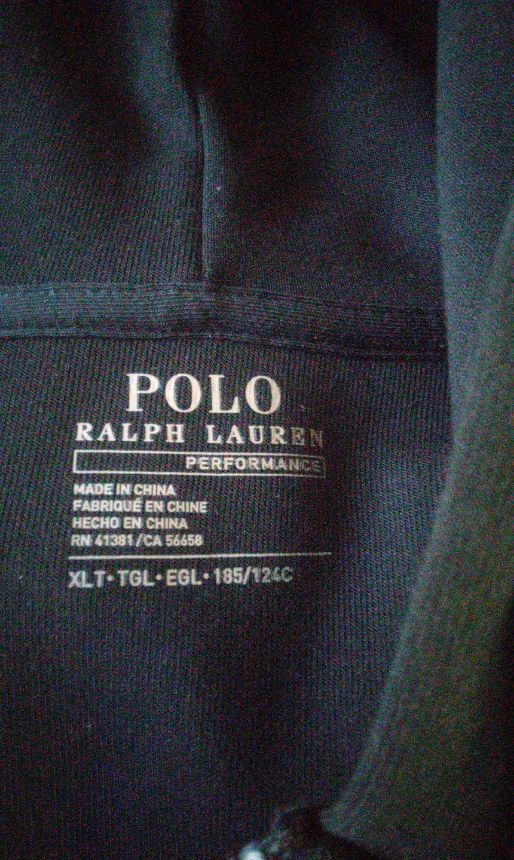 POLO
RALPH LAUREN
PERFORMANCE
MADE IN CHINA
FABRIQUÉ EN CHINE
HECHO EN CHINA
RN 41381/CA 56658
XLT•TGL•EGL•185/124C